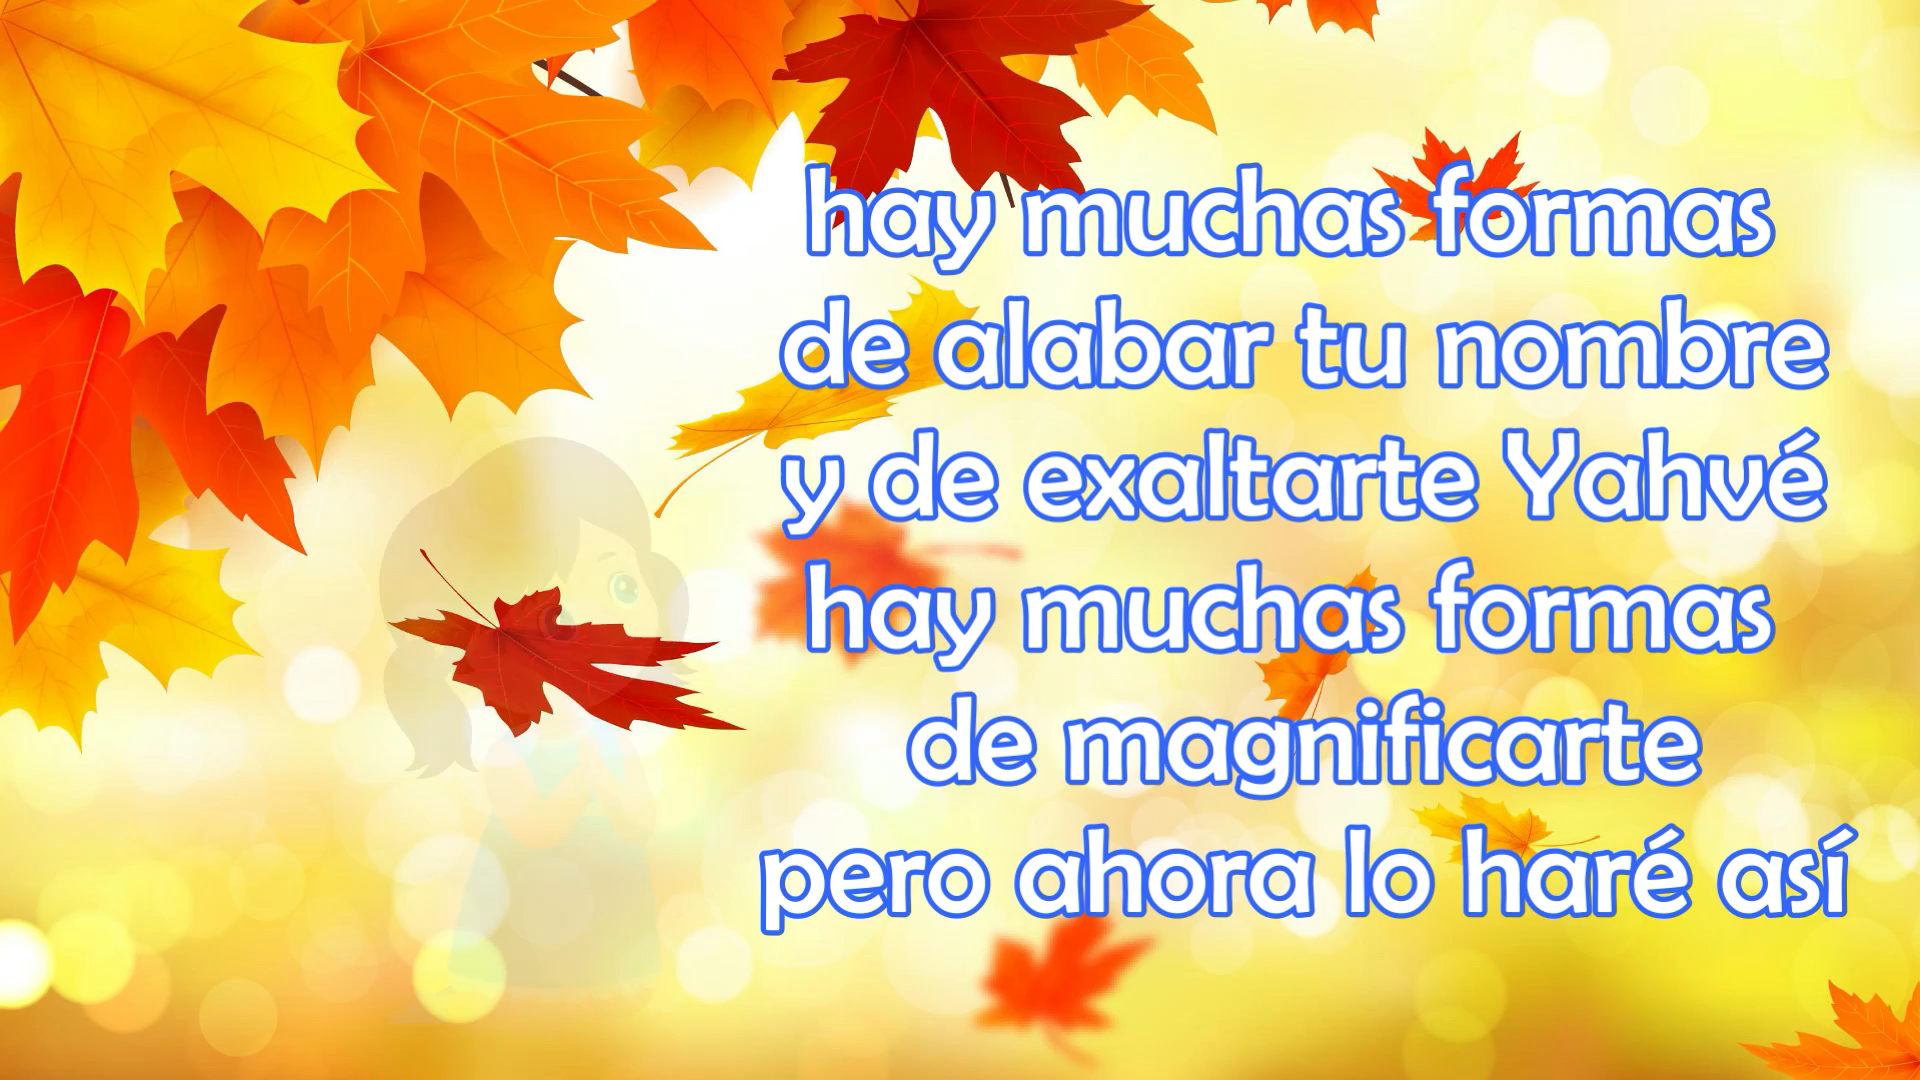 hay muchas formas
de alabar tu nombre
y de exaltarte Yahvé
hay muchas formas
de magnificarte
pero ahora lo haré así